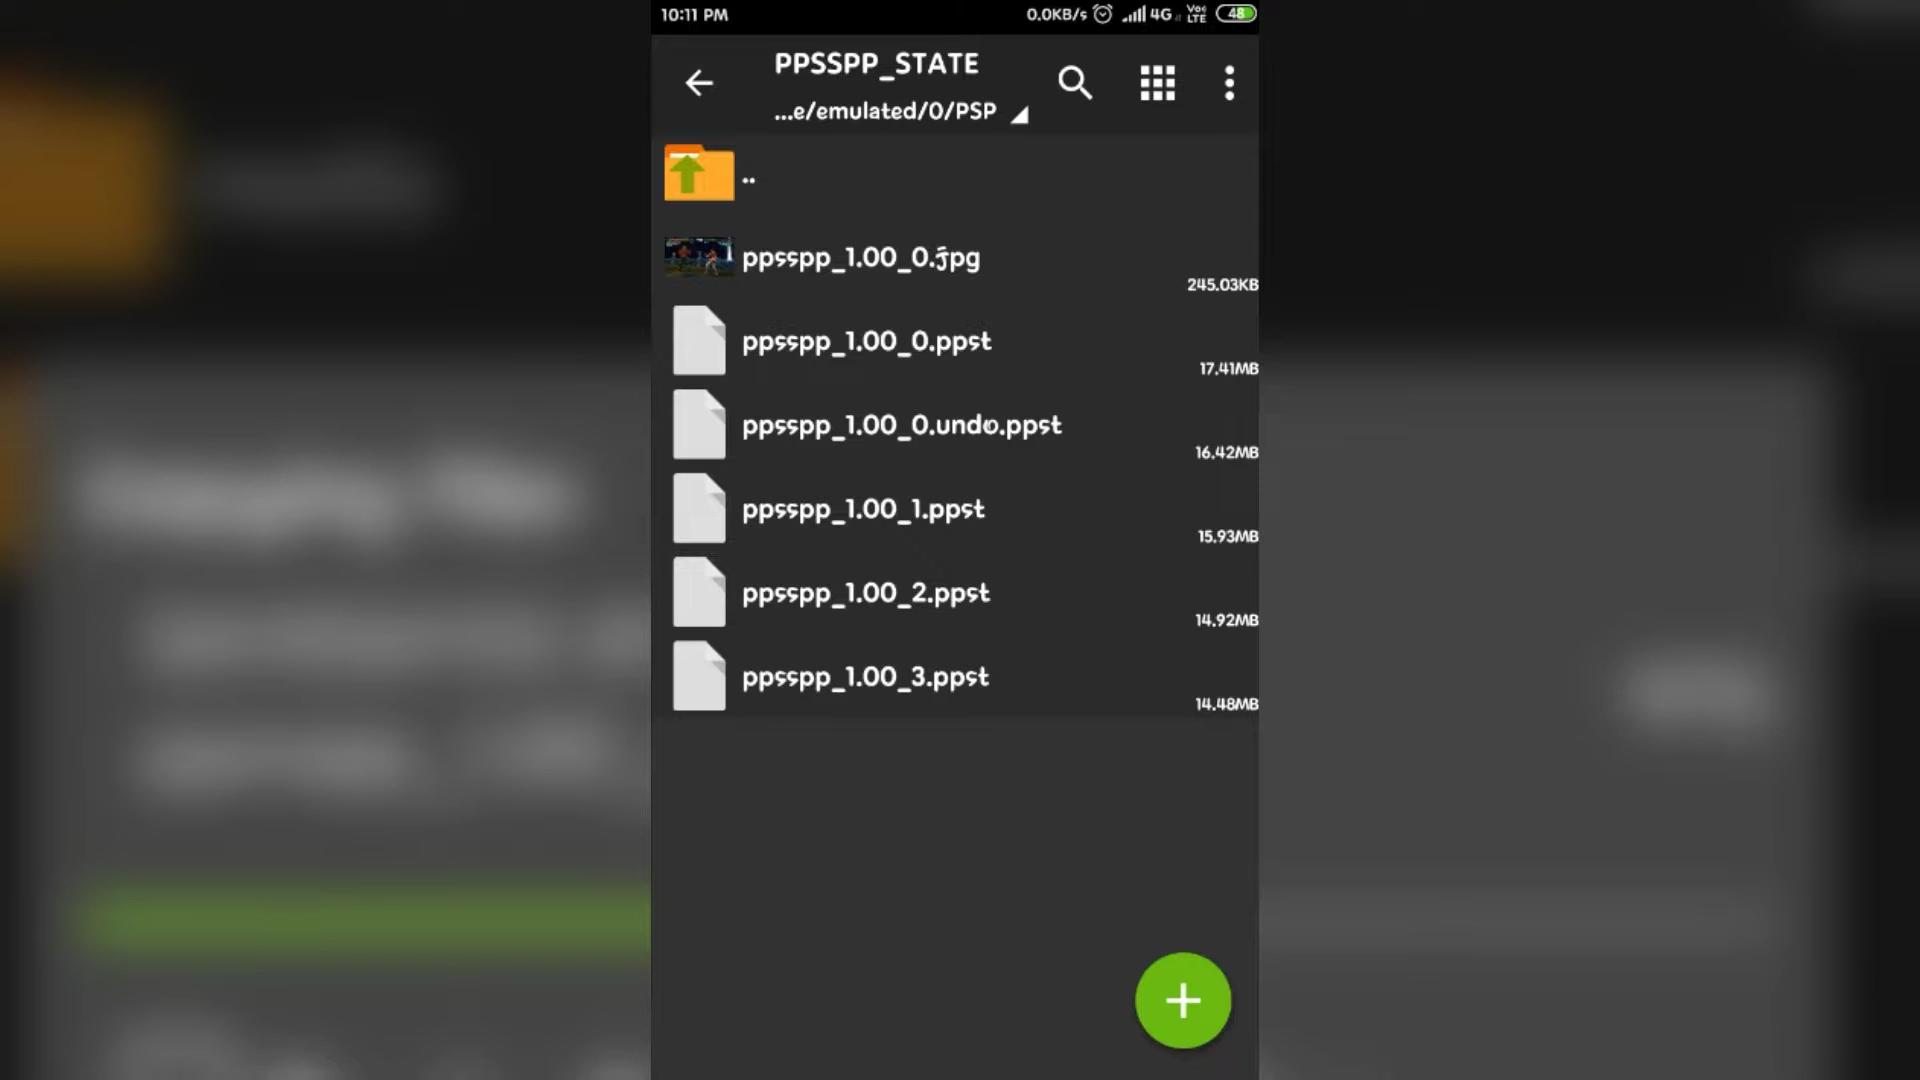 10:11 PM 0.0KB/s 4G Vo LTE 48
PPSSPP_STATE
...e/emulated/0/PSP
..
ppsspp_1.00_0.jpg
245.03KB
ppsspp_1.00_0.ppst
17.41MB
ppsspp_1.00_0.undo.ppst
16.42MB
ppsspp_1.00_1.ppst
15.93MB
ppsspp_1.00_2.ppst
14.92MB
ppsspp_1.00_3.ppst
14.48MB